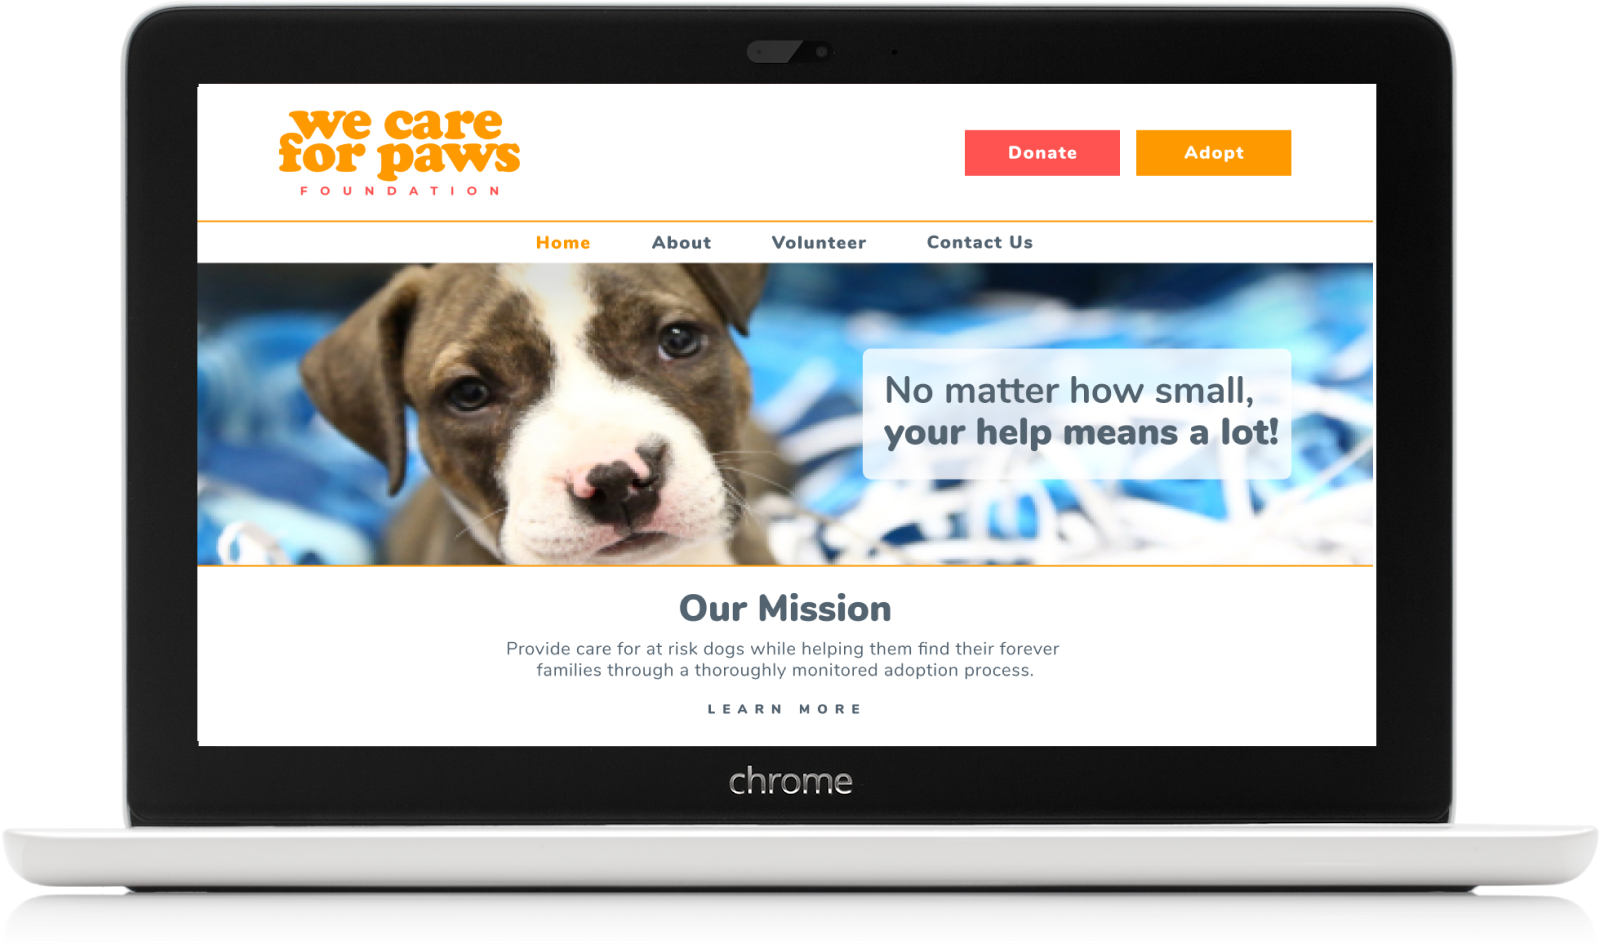 we care
for paws
FOUNDATION
Donate
Adopt
Home
About
Volunteer
Contact Us
No matter how small,
your help means a lot!
Our Mission
Provide care for at risk dogs while helping them find their forever
families through a thoroughly monitored adoption process.
LEARN MORE
chrome